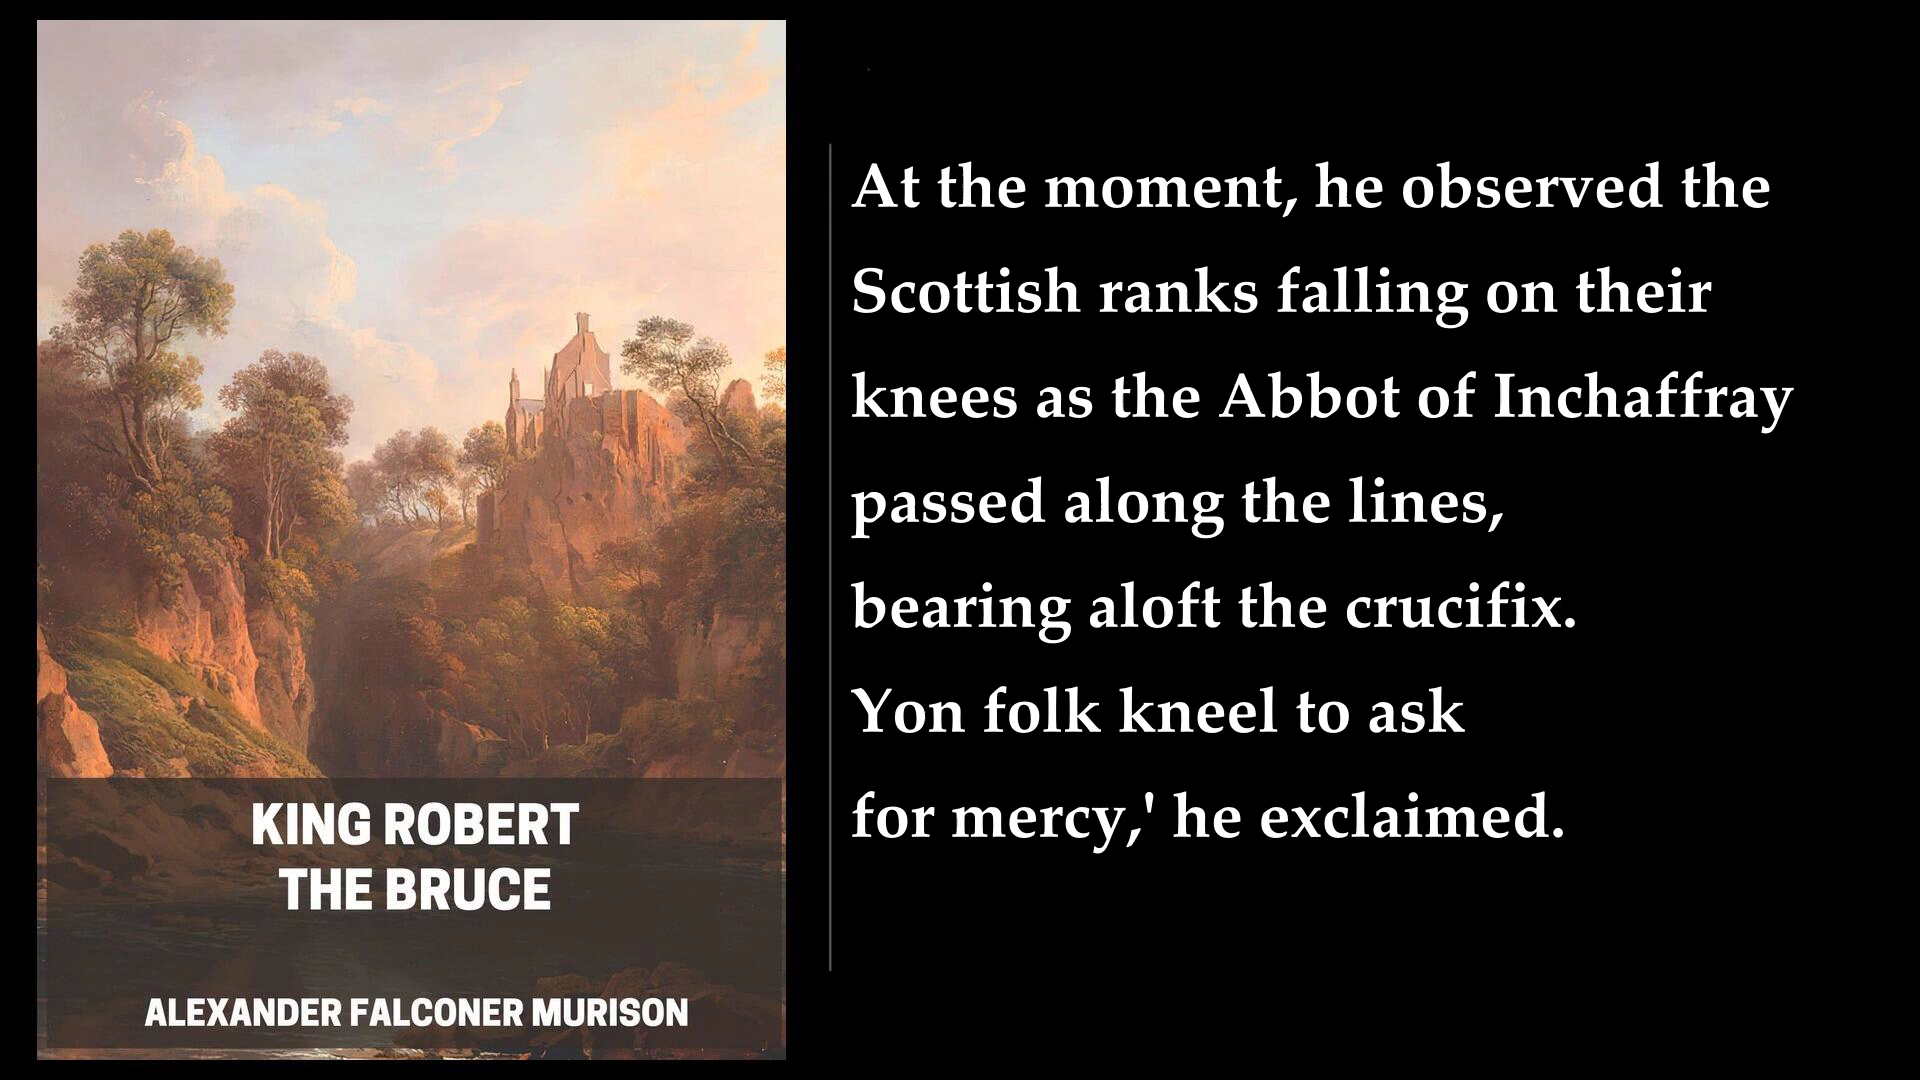 KING ROBERT
THE BRUCE
ALEXANDER FALCONER MURISON
At the moment, he observed the
Scottish ranks falling on their
knees as the Abbot of Inchaffray
passed along the lines,
bearing aloft the crucifix.
Yon folk kneel to ask
for mercy,' he exclaimed.